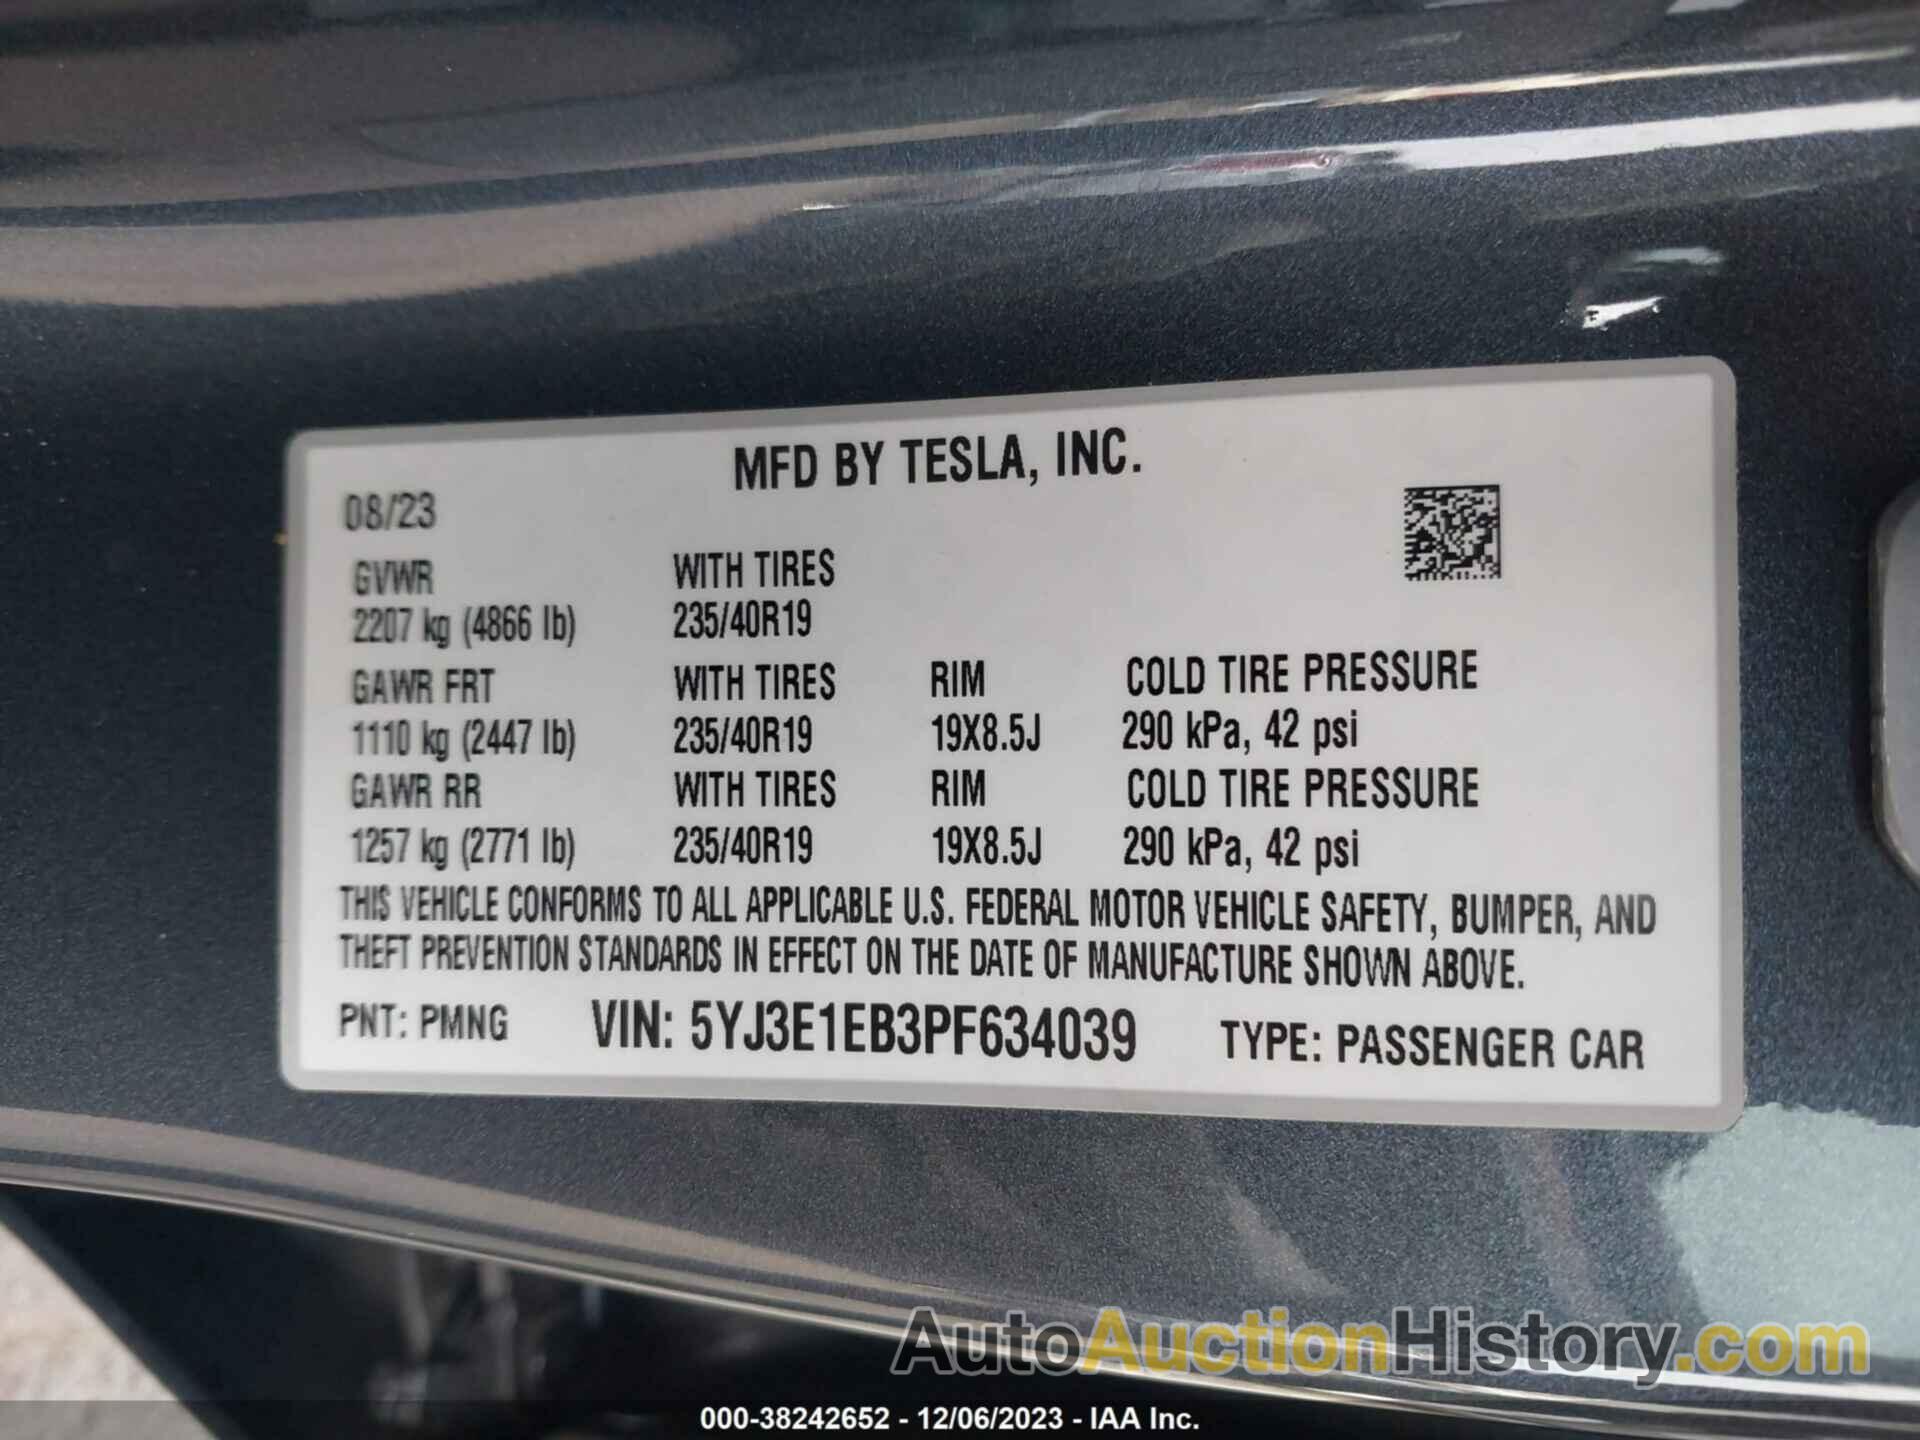 MFD BY TESLA, INC.
08/23
GVWR WITH TIRES
2207 kg (4866 lb) 235/40R19
GAWR FRT WITH TIRES RIM COLD TIRE PRESSURE
1110 kg (2447 lb) 235/40R19 19X8.5J 290 kPa, 42 psi
GAWR RR WITH TIRES RIM COLD TIRE PRESSURE
1257 kg (2771 lb) 235/40R19 19X8.5J 290 kPa, 42 psi
THIS VEHICLE CONFORMS TO ALL APPLICABLE U.S. FEDERAL MOTOR VEHICLE SAFETY, BUMPER, AND
THEFT PREVENTION STANDARDS IN EFFECT ON THE DATE OF MANUFACTURE SHOWN ABOVE.
PNT: PMNG VIN: 5YJ3E1EB3PF634039 TYPE: PASSENGER CAR
AutoAuctionHistory.com
000-38242652 - 12/06/2023 - IAA Inc.